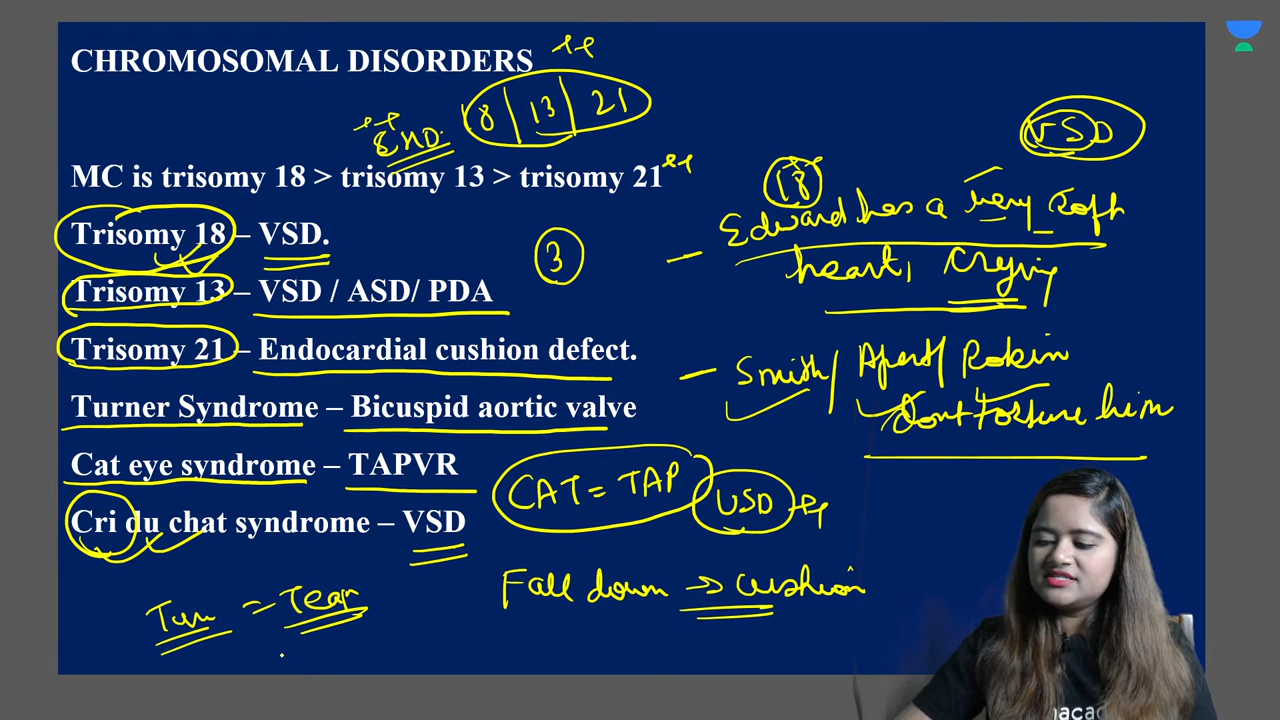 CHROMOSOMAL DISORDERS
8 | 13 | 21
END.
MC is trisomy 18 > trisomy 13 > trisomy 21
Trisomy 18 – VSD.
Trisomy 13 – VSD / ASD/ PDA
Trisomy 21 – Endocardial cushion defect.
Turner Syndrome – Bicuspid aortic valve
Cat eye syndrome – TAPVR
Cri du chat syndrome – VSD
3
VSD
18
Edward has a very soft
heart, crying
Smith/ Apert/ Robin
Dont torture him
CAT = TAP
VSD
Fall down → cushion
Turn = Tear